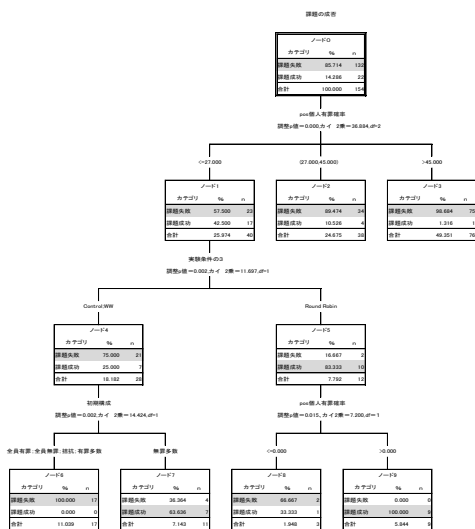 課題の成否
ノード0
カテゴリ % n
課題失敗 85.714 132
課題成功 14.286 22
合計 100.000 154
pos個人有罪確率
調整p値=0.000,カイ 2乗=36.894,df=2
<=27.000 (27.000,45.000] >45.000
ノード1 ノード2 ノード3
カテゴリ % n カテゴリ % n カテゴリ % n
課題失敗 57.500 23 課題失敗 89.474 34 課題失敗 98.684 75
課題成功 42.500 17 課題成功 10.526 4 課題成功 1.316 1
合計 25.974 40 合計 24.675 38 合計 49.351 76
実験条件の3
調整p値=0.002,カイ 2乗=11.697,df=1
Control;WW Round Robin
ノード4 ノード5
カテゴリ % n カテゴリ % n
課題失敗 75.000 21 課題失敗 16.667 2
課題成功 25.000 7 課題成功 83.333 10
合計 18.182 28 合計 7.792 12
初期構成 pos個人有罪確率
調整p値=0.002,カイ 2乗=14.424,df=1 調整p値=0.015,カイ 2乗=7.200,df=1
全員有罪;全員無罪;拮抗;有罪多数 無罪多数 <=0.000 >0.000
ノード6 ノード7 ノード8 ノード9
カテゴリ % n カテゴリ % n カテゴリ % n カテゴリ % n
課題失敗 100.000 17 課題失敗 36.364 4 課題失敗 66.667 2 課題失敗 0.000 0
課題成功 0.000 0 課題成功 63.636 7 課題成功 33.333 1 課題成功 100.000 9
合計 11.039 17 合計 7.143 11 合計 1.948 3 合計 5.844 9